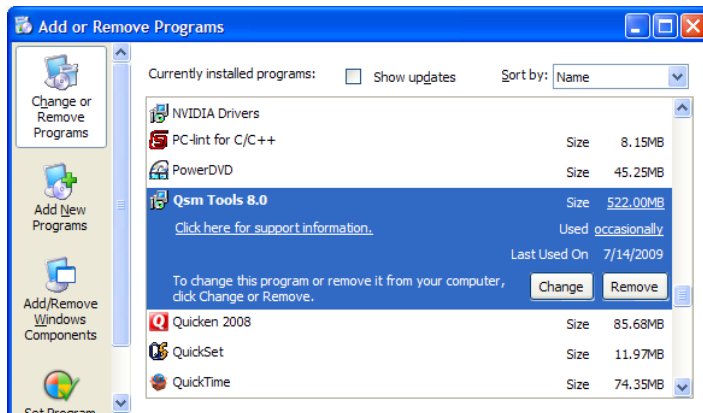 Add or Remove Programs
Change or
Remove
Programs
Add New
Programs
Add/Remove
Windows
Components
Set Program
Currently installed programs:
Show updates
Sort by:
Name
NVIDIA Drivers
PC-lint for C/C++ Size 8.15MB
PowerDVD Size 45.25MB
Qsm Tools 8.0 Size 522.00MB
Click here for support information. Used occasionally
Last Used On 7/14/2009
To change this program or remove it from your computer,
click Change or Remove.
Change Remove
Quicken 2008 Size 85.68MB
QuickSet Size 11.97MB
QuickTime Size 74.35MB